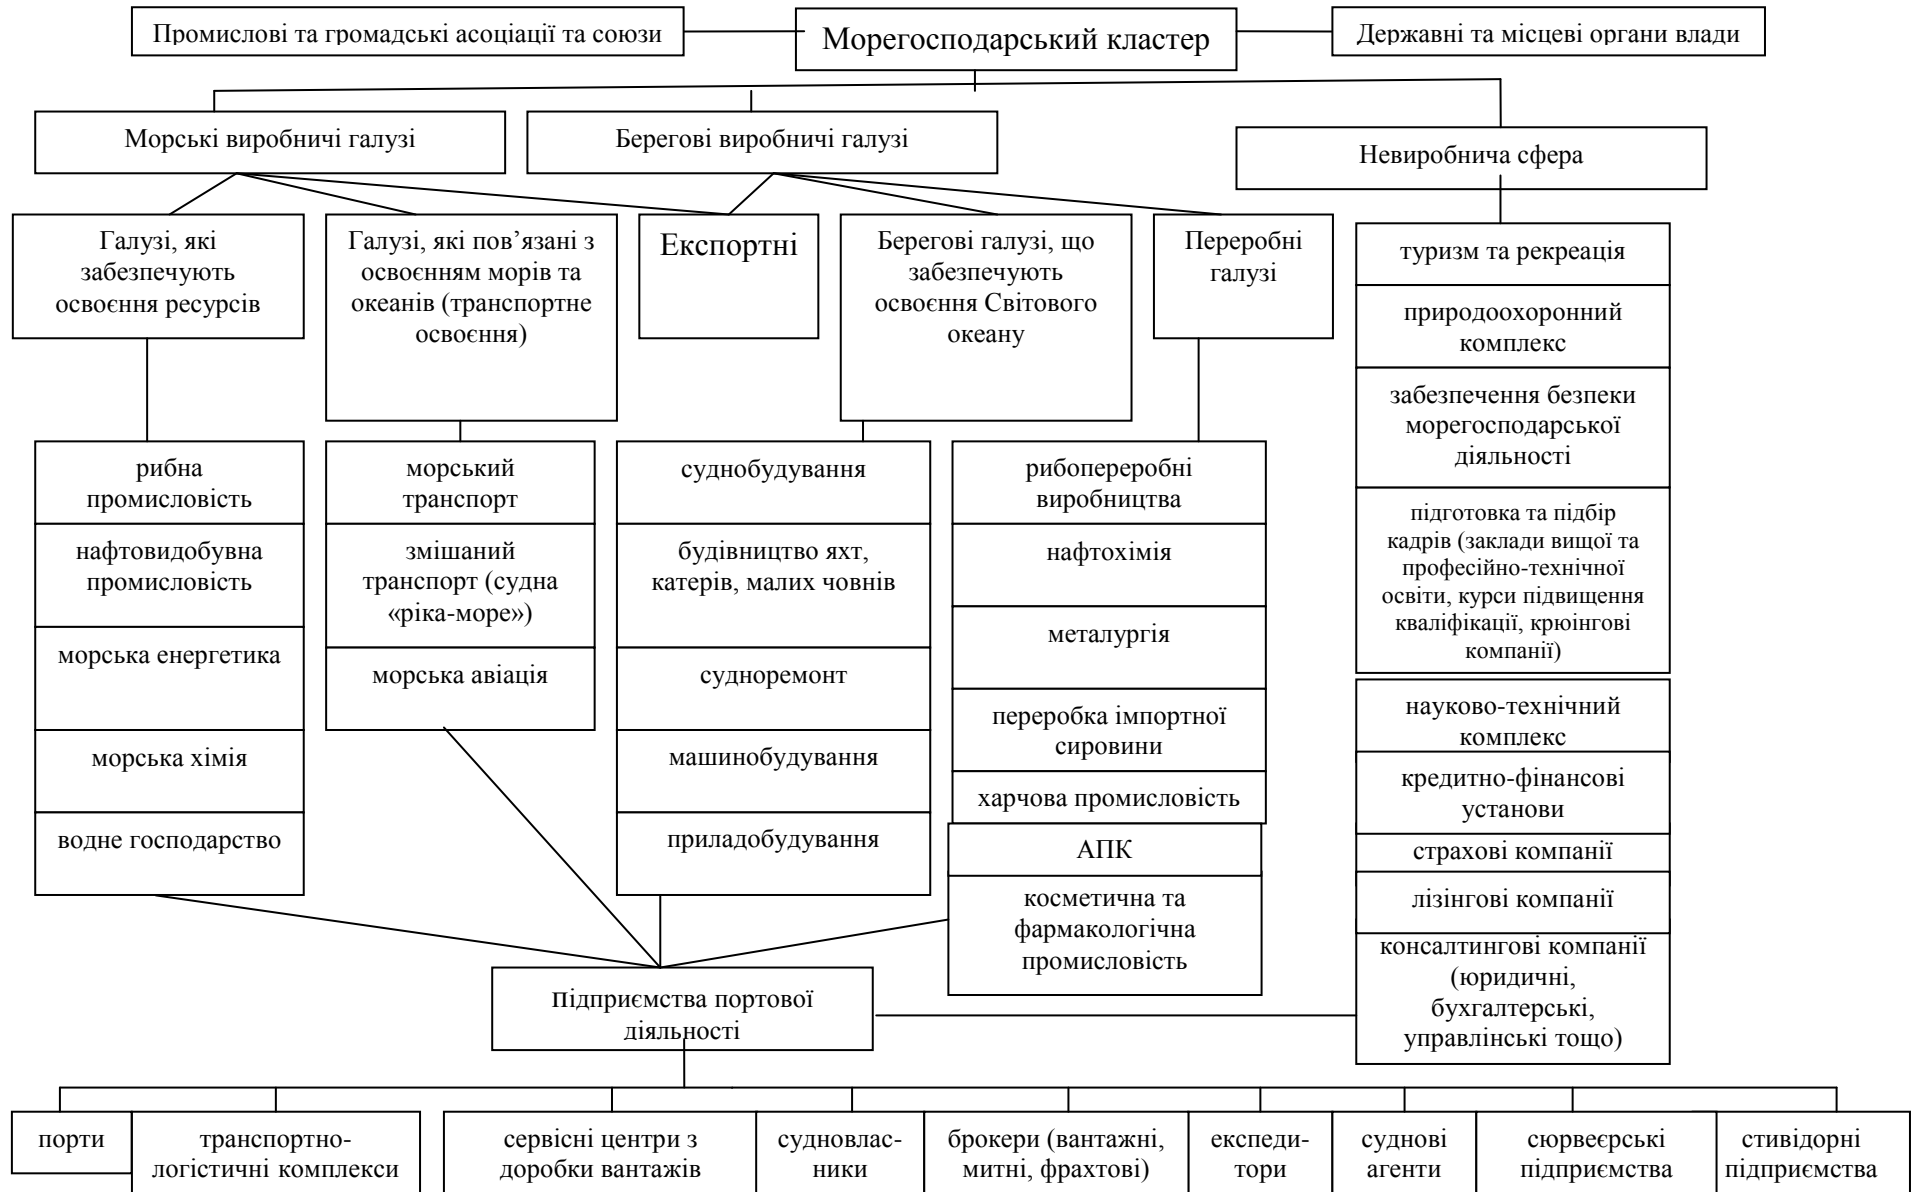 Промислові та громадські асоціації та союзи
Морегосподарський кластер
Державні та місцеві органи влади
Морські виробничі галузі
Берегові виробничі галузі
Невиробнича сфера
Галузі, які
забезпечують
освоєння ресурсів
Галузі, які пов’язані з
освоєнням морів та
океанів (транспортне
освоєння)
Експортні
Берегові галузі, що
забезпечують
освоєння Світового
океану
Переробні
галузі
рибна
промисловість
нафтовидобувна
промисловість
морська енергетика
морська хімія
водне господарство
морський
транспорт
змішаний
транспорт (судна
«ріка-море»)
морська авіація
суднобудування
будівництво яхт,
катерів, малих човнів
судноремонт
машинобудування
приладобудування
рибопереробні
виробництва
нафтохімія
металургія
переробка імпортної
сировини
харчова промисловість
АПК
косметична та
фармакологічна
промисловість
туризм та рекреація
природоохоронний
комплекс
забезпечення безпеки
морегосподарської
діяльності
підготовка та підбір
кадрів (заклади вищої та
професійно-технічної
освіти, курси підвищення
кваліфікації, крюінгові
компанії)
науково-технічний
комплекс
кредитно-фінансові
установи
страхові компанії
лізінгові компанії
консалтингові компанії
(юридичні,
бухгалтерські,
управлінські тощо)
підприємства портової
діяльності
порти
транспортно-
логістичні комплекси
сервісні центри з
доробки вантажів
судновлас-
ники
брокери (вантажні,
митні, фрахтові)
експеди-
тори
суднові
агенти
сюрвеєрські
підприємства
стивідорні
підприємства